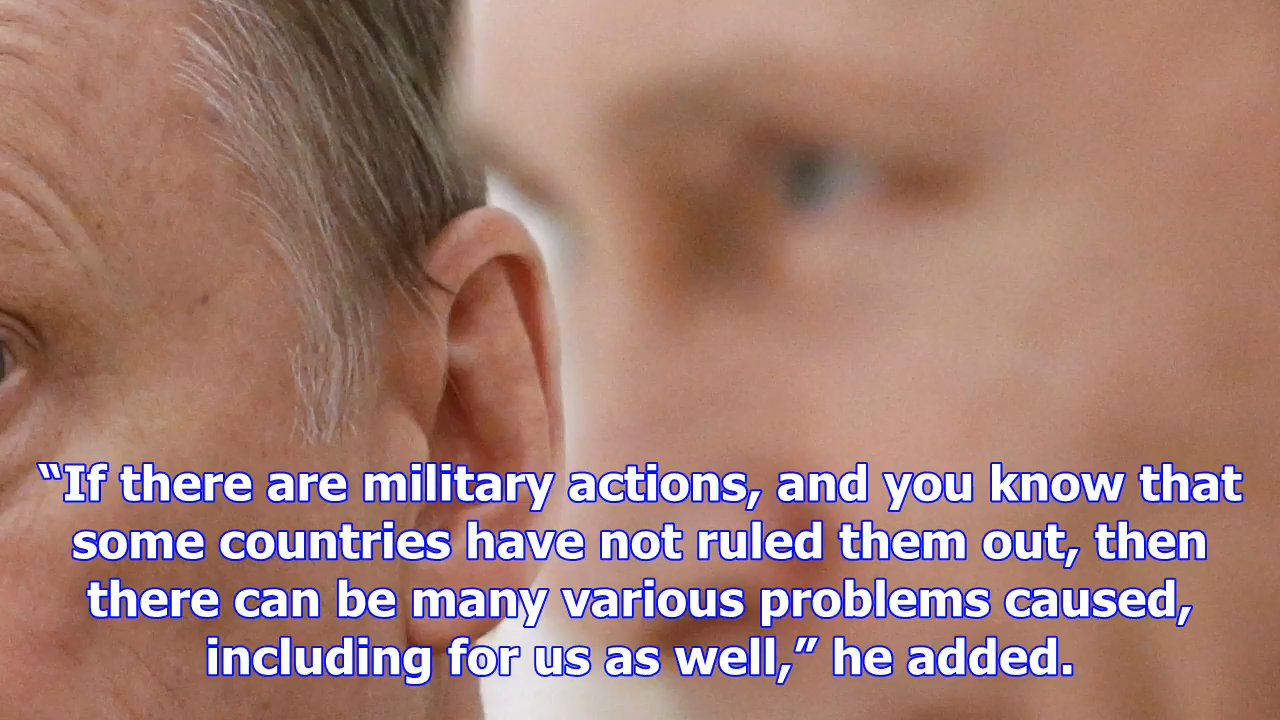 “If there are military actions, and you know that
some countries have not ruled them out, then
there can be many various problems caused,
including for us as well,” he added.